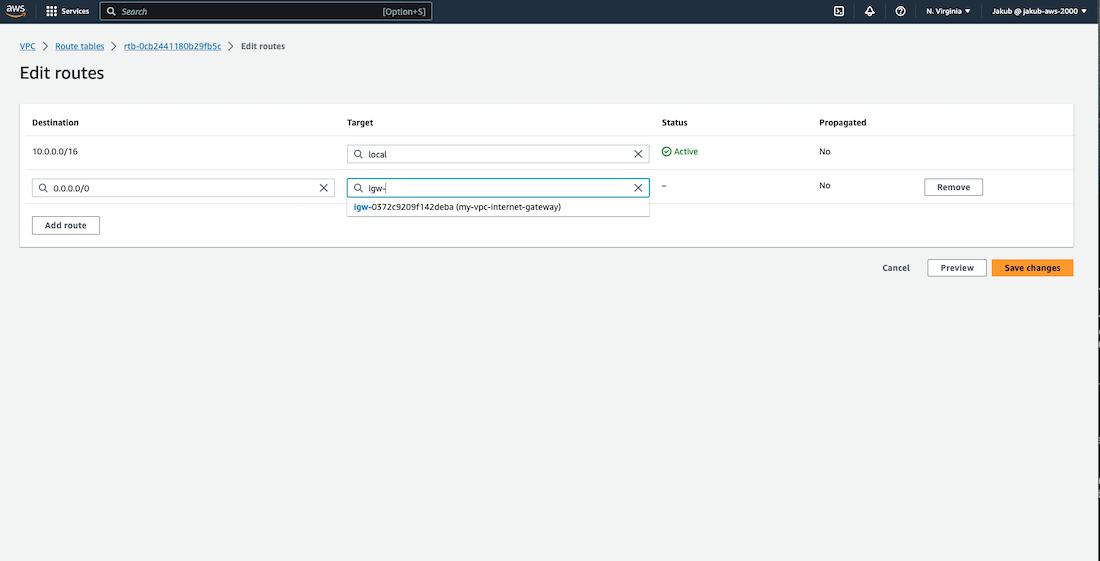 aws Services Search [Option+S] N. Virginia Jakub @ jakub-aws-2000
VPC Route tables rtb-0cb2441180b29fb5c Edit routes
Edit routes
Destination Target Status Propagated
10.0.0.0/16 local Active No
0.0.0.0/0 igw- – No Remove
igw-0372c9209f142deba (my-vpc-internet-gateway)
Add route
Cancel Preview Save changes